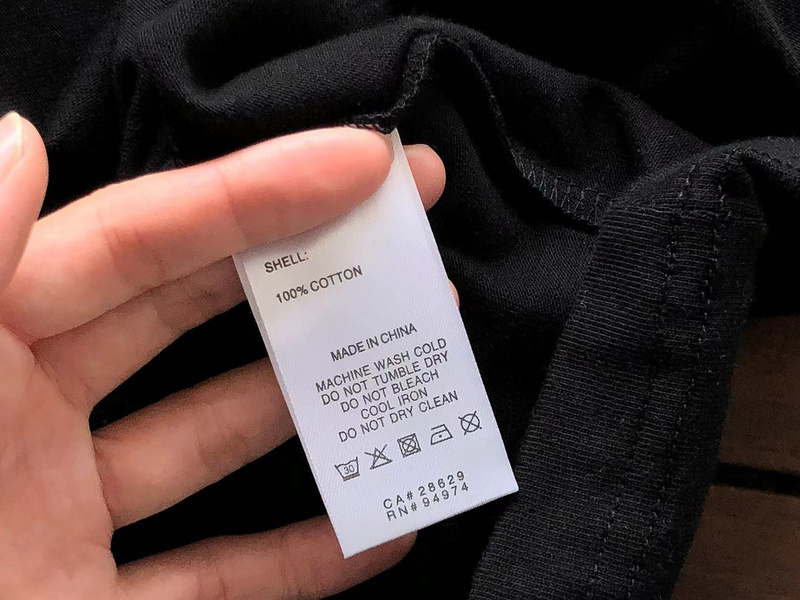 SHELL:
100% COTTON
MADE IN CHINA
MACHINE WASH COLD
DO NOT TUMBLE DRY
DO NOT BLEACH
COOL IRON
DO NOT DRY CLEAN
30
CA# 28629
RN# 94974